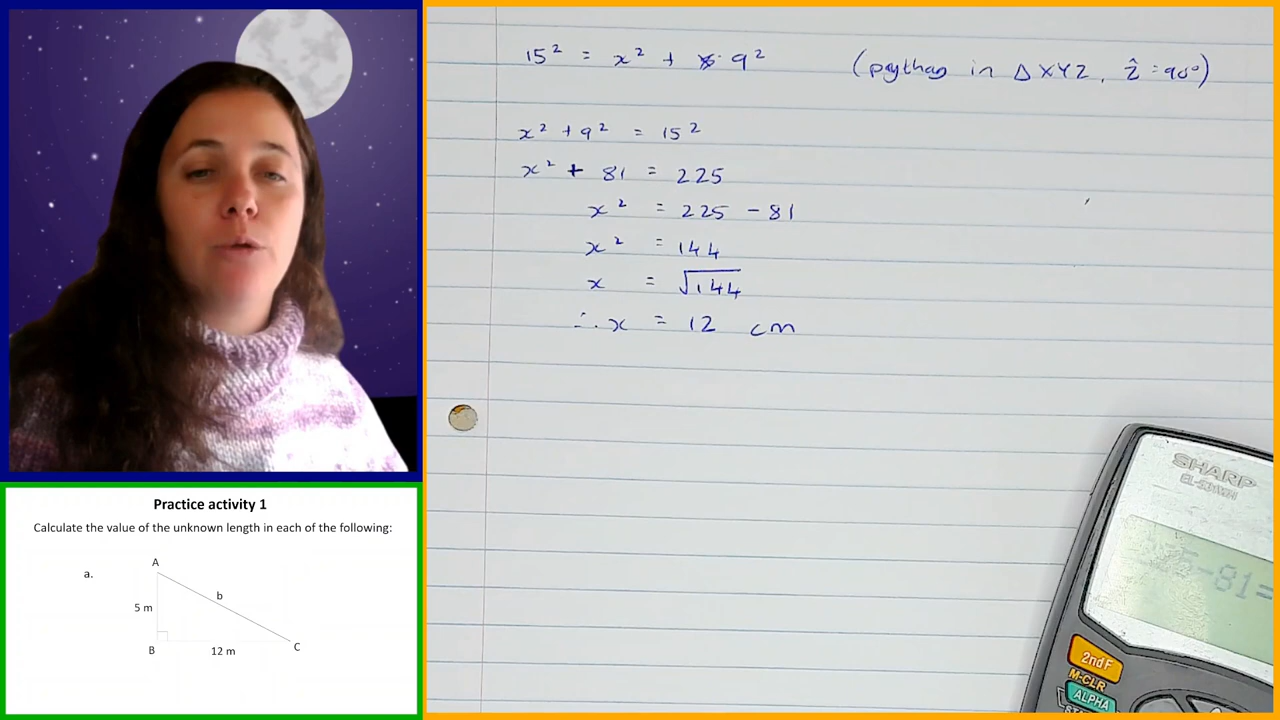 15² = x² + 9² (pythag in △XYZ, Ẑ = 90°)
x² + 9² = 15²
x² + 81 = 225
x² = 225 - 81
x² = 144
x = √144
∴ x = 12 cm
Practice activity 1
Calculate the value of the unknown length in each of the following:
a.
A
5 m
b
B
12 m
C
SHARP
-81=
2ndF
M-CLR
ALPHA